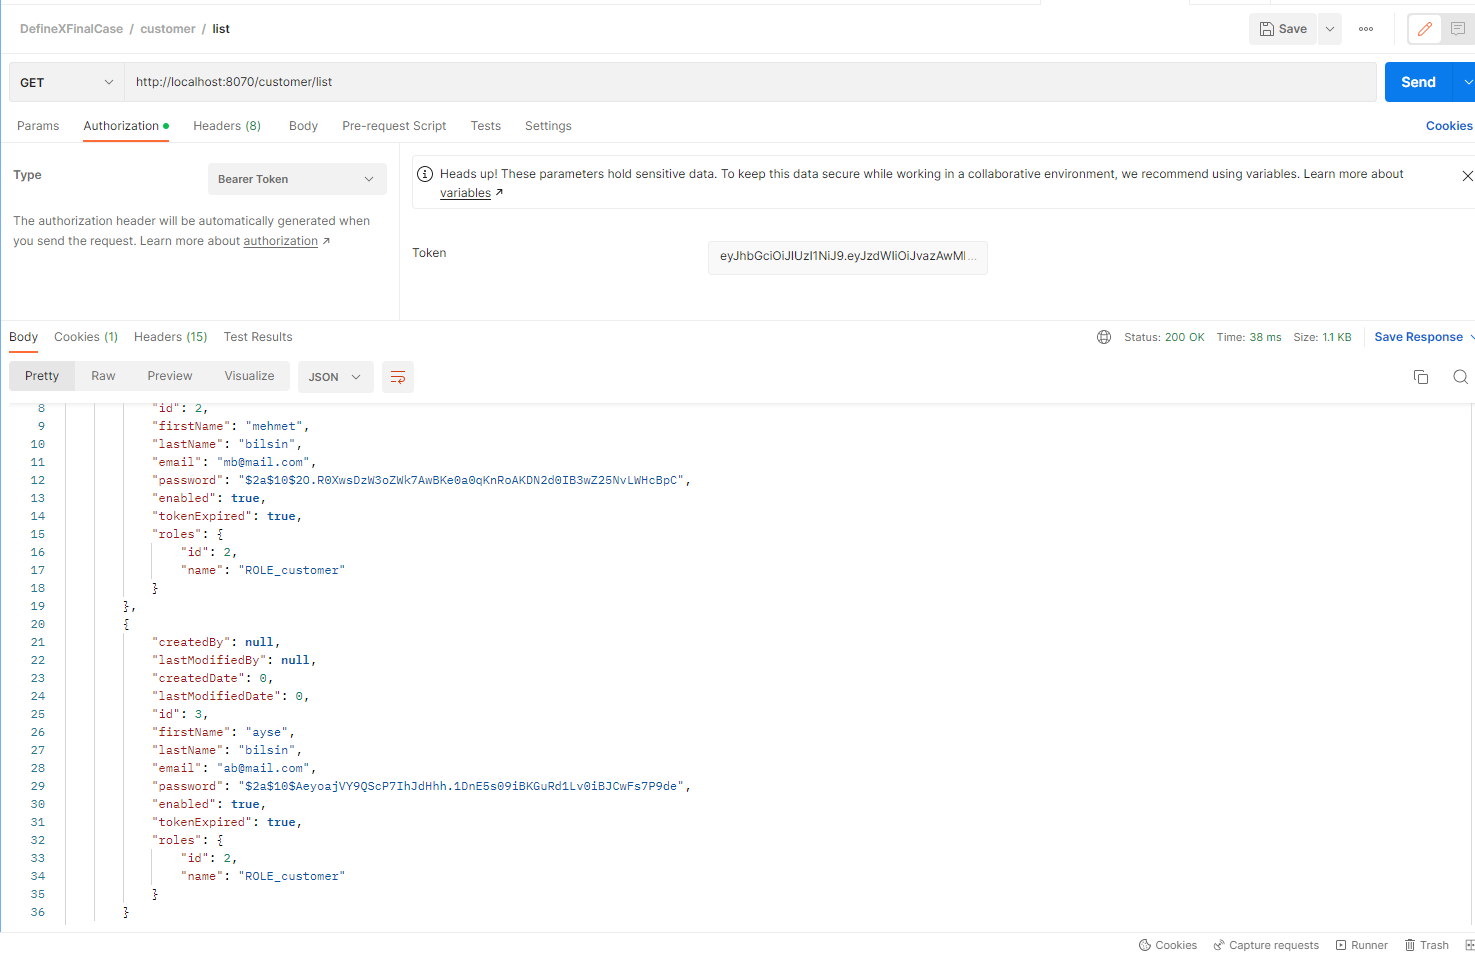 DefineXFinalCase / customer / list
Save
GET
http://localhost:8070/customer/list
Send
Params Authorization Headers (8) Body Pre-request Script Tests Settings
Cookies
Type
Bearer Token
The authorization header will be automatically generated when
you send the request. Learn more about authorization ↗
Heads up! These parameters hold sensitive data. To keep this data secure while working in a collaborative environment, we recommend using variables. Learn more about
variables ↗
Token
eyJhbGciOiJIUzI1NiJ9.eyJzdWIiOiJvazAwMI...
Body Cookies (1) Headers (15) Test Results
Status: 200 OK Time: 38 ms Size: 1.1 KB Save Response
Pretty Raw Preview Visualize JSON
8 "id": 2,
9 "firstName": "mehmet",
10 "lastName": "bilsin",
11 "email": "mb@mail.com",
12 "password": "$2a$10$2O.R0XwsDzW3oZWk7AwBKe0a0qKnRoAKDN2d0IB3wZ25NvLWHcBpC",
13 "enabled": true,
14 "tokenExpired": true,
15 "roles": {
16 "id": 2,
17 "name": "ROLE_customer"
18 }
19 },
20 {
21 "createdBy": null,
22 "lastModifiedBy": null,
23 "createdDate": 0,
24 "lastModifiedDate": 0,
25 "id": 3,
26 "firstName": "ayse",
27 "lastName": "bilsin",
28 "email": "ab@mail.com",
29 "password": "$2a$10$AeyoajVY9QScP7IhJdHhh.1DnE5s09iBKGuRd1Lv0iBJCwFs7P9de",
30 "enabled": true,
31 "tokenExpired": true,
32 "roles": {
33 "id": 2,
34 "name": "ROLE_customer"
35 }
36 }
Cookies Capture requests Runner Trash